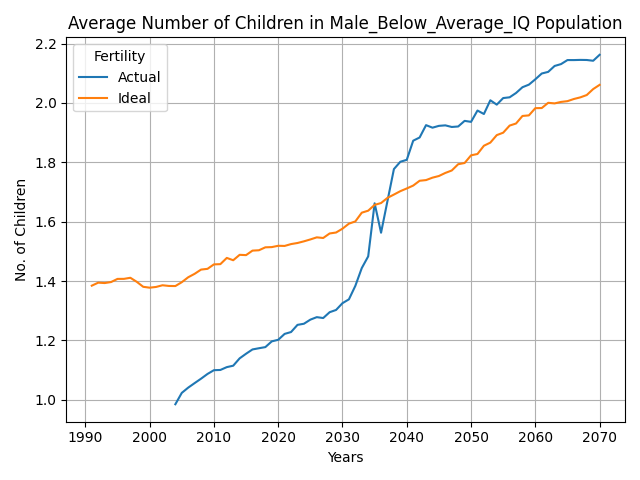 Average Number of Children in Male_Below_Average_IQ Population
Fertility
Actual
Ideal
No. of Children
2.2
2.0
1.8
1.6
1.4
1.2
1.0
1990 2000 2010 2020 2030 2040 2050 2060 2070
Years